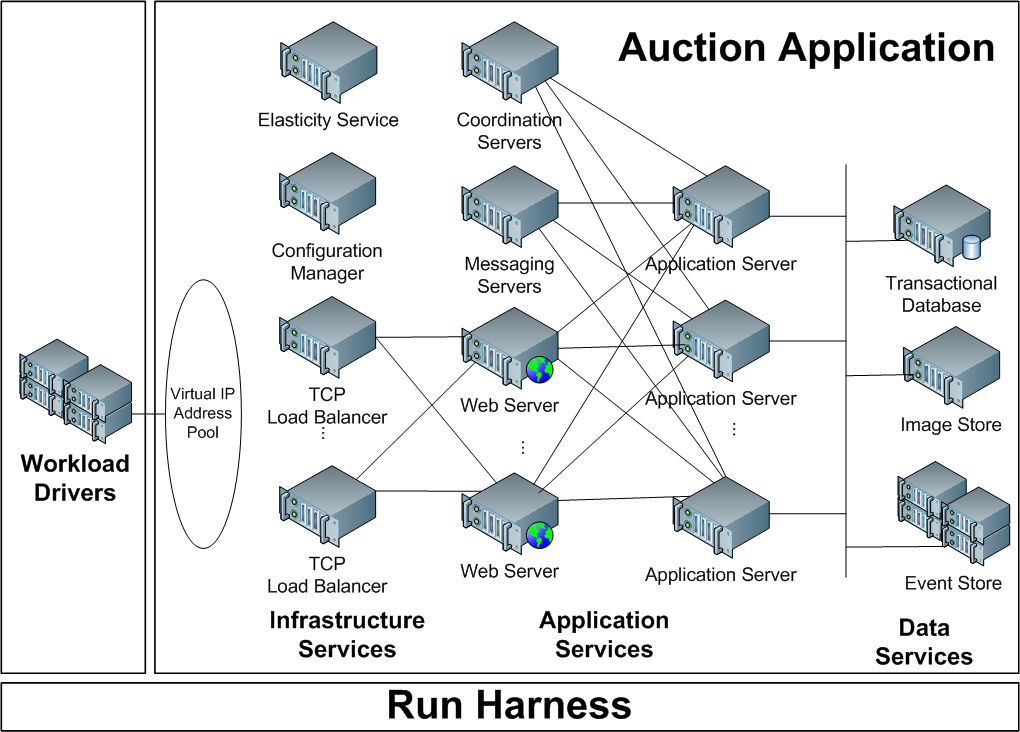 Auction Application
Elasticity Service
Coordination
Servers
Configuration
Manager
Messaging
Servers
Application Server
Transactional
Database
Virtual IP
Address
Pool
TCP
Load Balancer
...
Web Server
...
Application Server
...
Image Store
Workload
Drivers
TCP
Load Balancer
Web Server
Application Server
Event Store
Infrastructure
Services
Application
Services
Data
Services
Run Harness